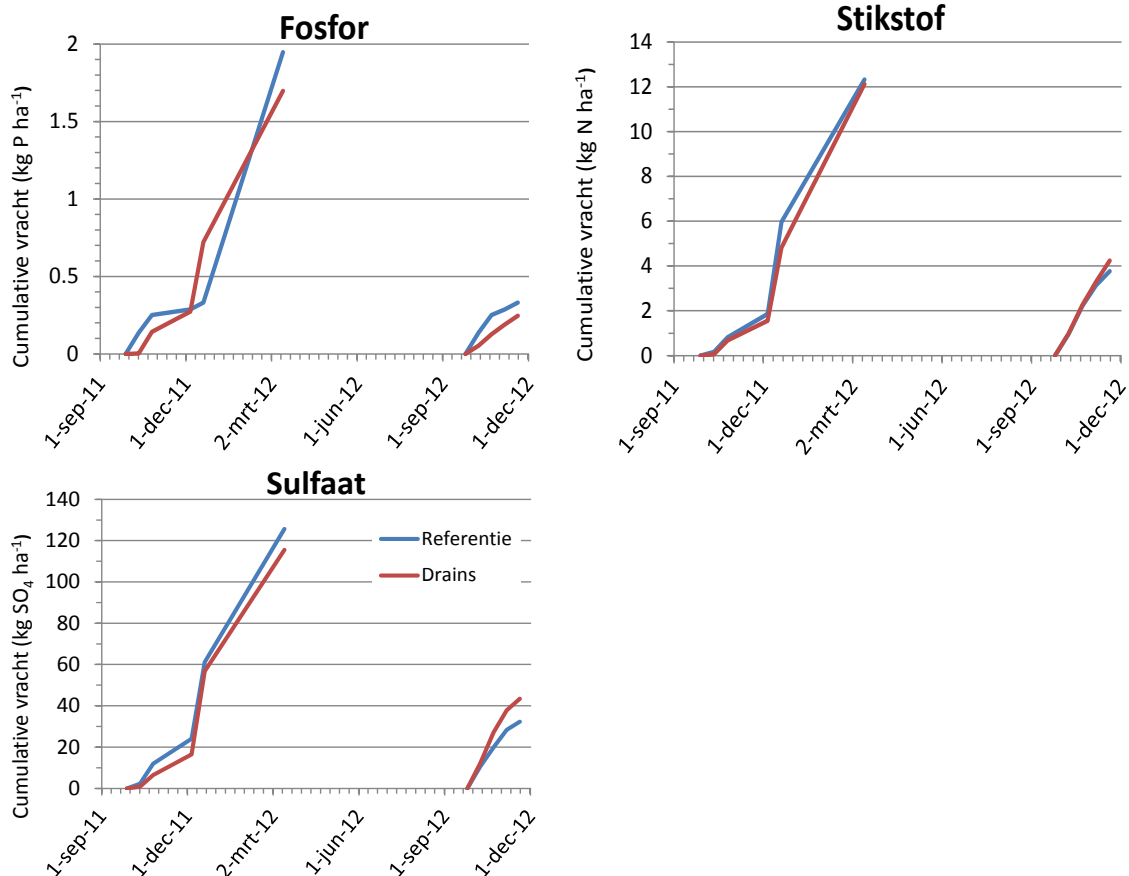 Fosfor
Cumulative vracht (kg P ha⁻¹)
2
1.5
1
0.5
0
1-sep-11
1-dec-11
2-mrt-12
1-jun-12
1-sep-12
1-dec-12
Stikstof
Cumulative vracht (kg N ha⁻¹)
14
12
10
8
6
4
2
0
1-sep-11
1-dec-11
2-mrt-12
1-jun-12
1-sep-12
1-dec-12
Sulfaat
Cumulative vracht (kg SO₄ ha⁻¹)
140
120
100
80
60
40
20
0
Referentie
Drains
1-sep-11
1-dec-11
2-mrt-12
1-jun-12
1-sep-12
1-dec-12